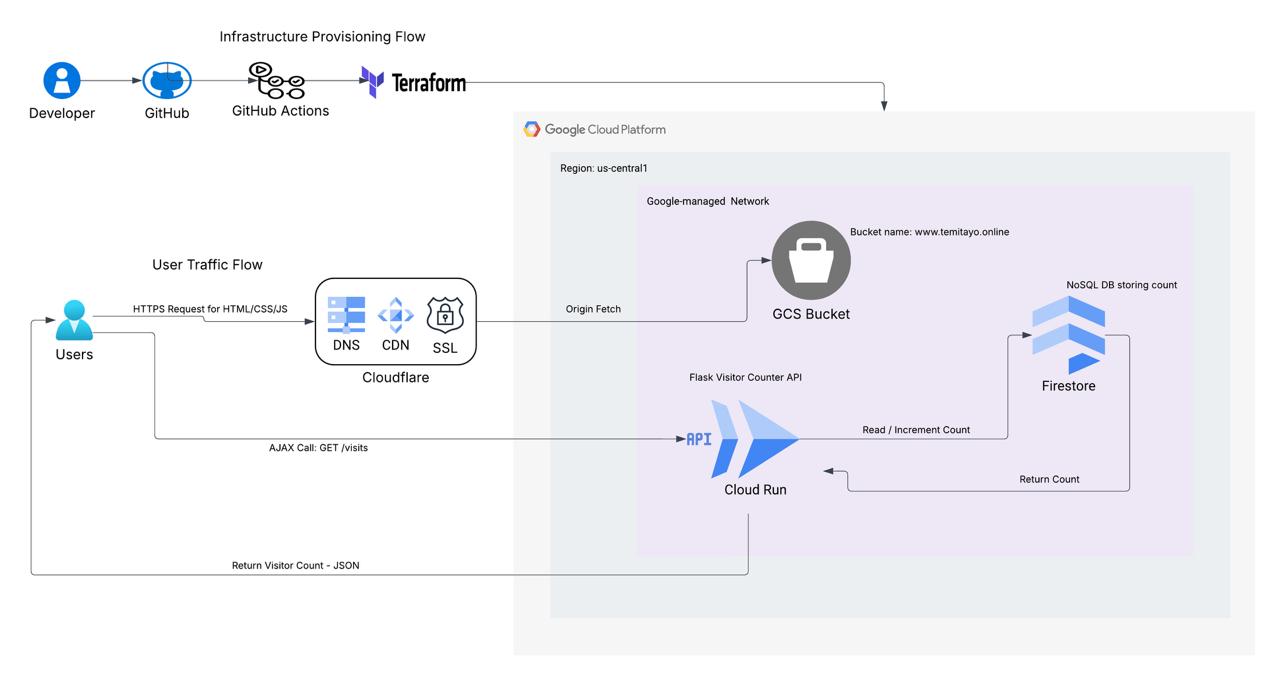 Infrastructure Provisioning Flow
Developer
GitHub
GitHub Actions
Terraform
Google Cloud Platform
Region: us-central1
Google-managed Network
Bucket name: www.temitayo.online
GCS Bucket
User Traffic Flow
HTTPS Request for HTML/CSS/JS
Users
DNS
CDN
SSL
Cloudflare
Origin Fetch
NoSQL DB storing count
Firestore
Flask Visitor Counter API
API
Cloud Run
AJAX Call: GET /visits
Read / Increment Count
Return Count
Return Visitor Count - JSON